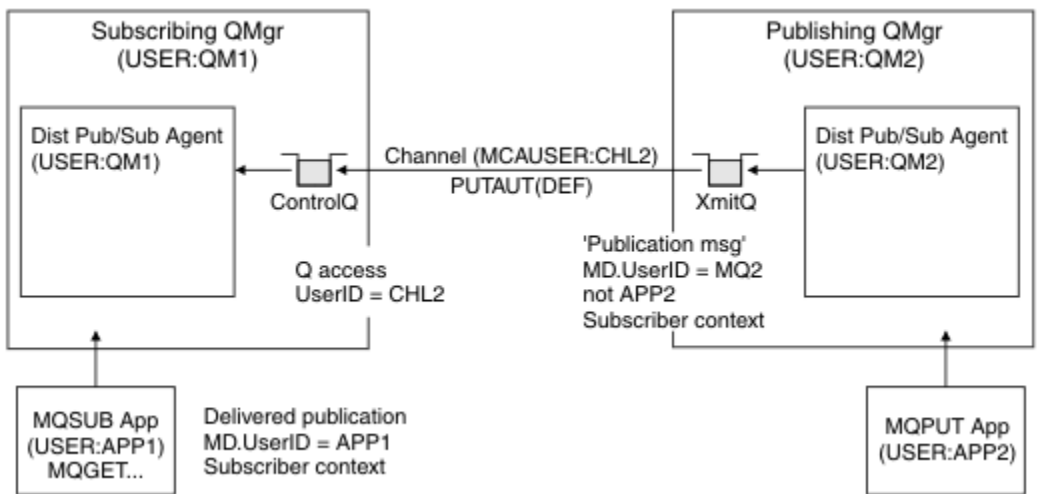 Subscribing QMgr
(USER:QM1)
Publishing QMgr
(USER:QM2)
Dist Pub/Sub Agent
(USER:QM1)
ControlQ
Channel (MCAUSER:CHL2)
PUTAUT(DEF)
XmitQ
Dist Pub/Sub Agent
(USER:QM2)
Q access
UserID = CHL2
'Publication msg'
MD.UserID = MQ2
not APP2
Subscriber context
MQSUB App
(USER:APP1)
MQGET...
Delivered publication
MD.UserID = APP1
Subscriber context
MQPUT App
(USER:APP2)